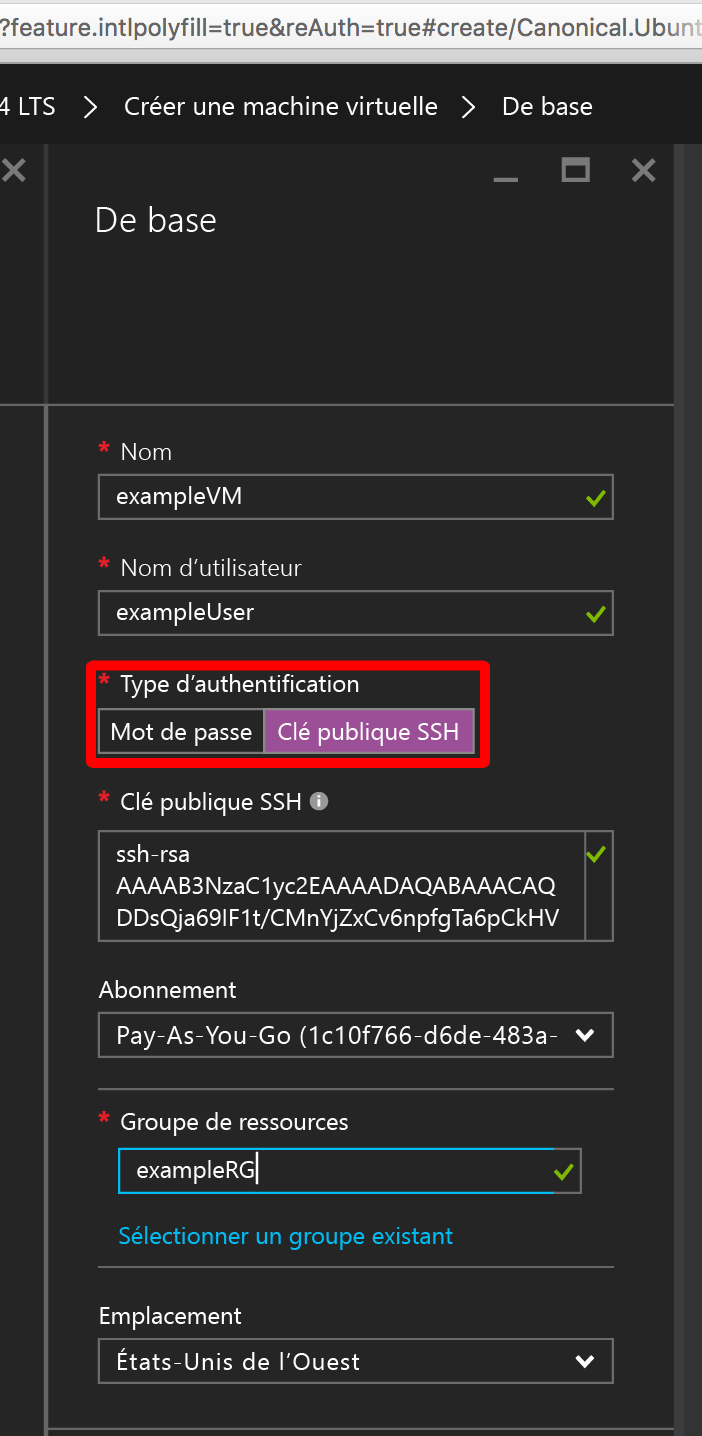 ?feature.intlpolyfill=true&reAuth=true#create/Canonical.Ubunt
4 LTS > Créer une machine virtuelle > De base
De base
* Nom
exampleVM
* Nom d’utilisateur
exampleUser
* Type d’authentification
Mot de passe Clé publique SSH
* Clé publique SSH
ssh-rsa
AAAAB3NzaC1yc2EAAAADAQABAAACAQ
DDsQja69IF1t/CMnYjZxCv6npfgTa6pCkHV
Abonnement
Pay-As-You-Go (1c10f766-d6de-483a-
* Groupe de ressources
exampleRG
Sélectionner un groupe existant
Emplacement
États-Unis de l’Ouest